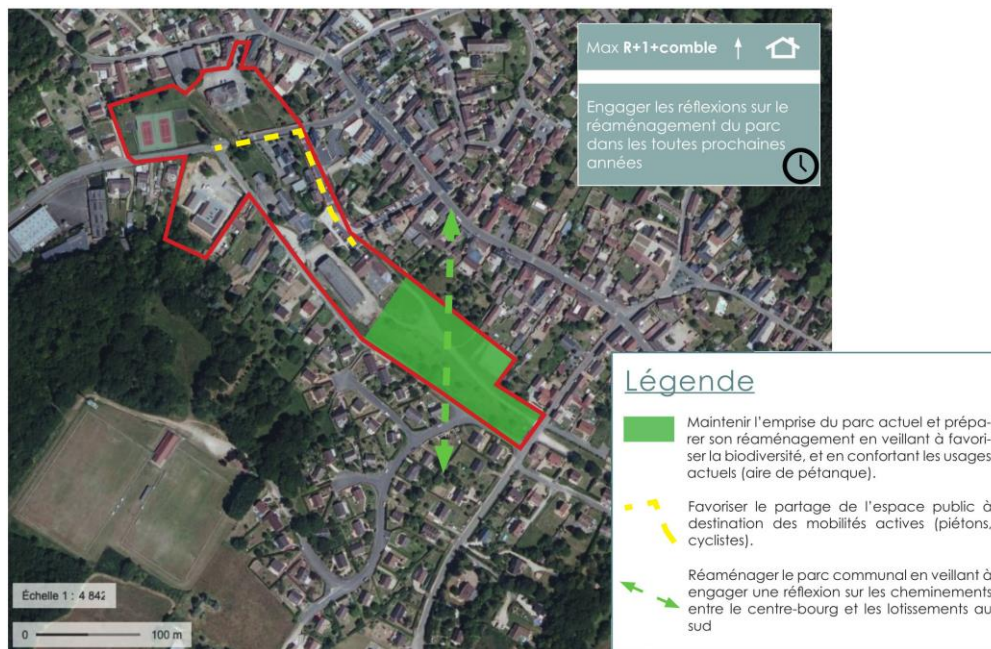 Max R+1+comble
Engager les réflexions sur le
réaménagement du parc
dans les toutes prochaines
années
Légende
Maintenir l'emprise du parc actuel et prépa-
rer son réaménagement en veillant à favori-
ser la biodiversité, et en confortant les usages
actuels (aire de pétanque).
Favoriser le partage de l'espace public à
destination des mobilités actives (piétons,
cyclistes).
Réaménager le parc communal en veillant à
engager une réflexion sur les cheminements
entre le centre-bourg et les lotissements au
sud
Échelle 1 : 4 842
0 100 m